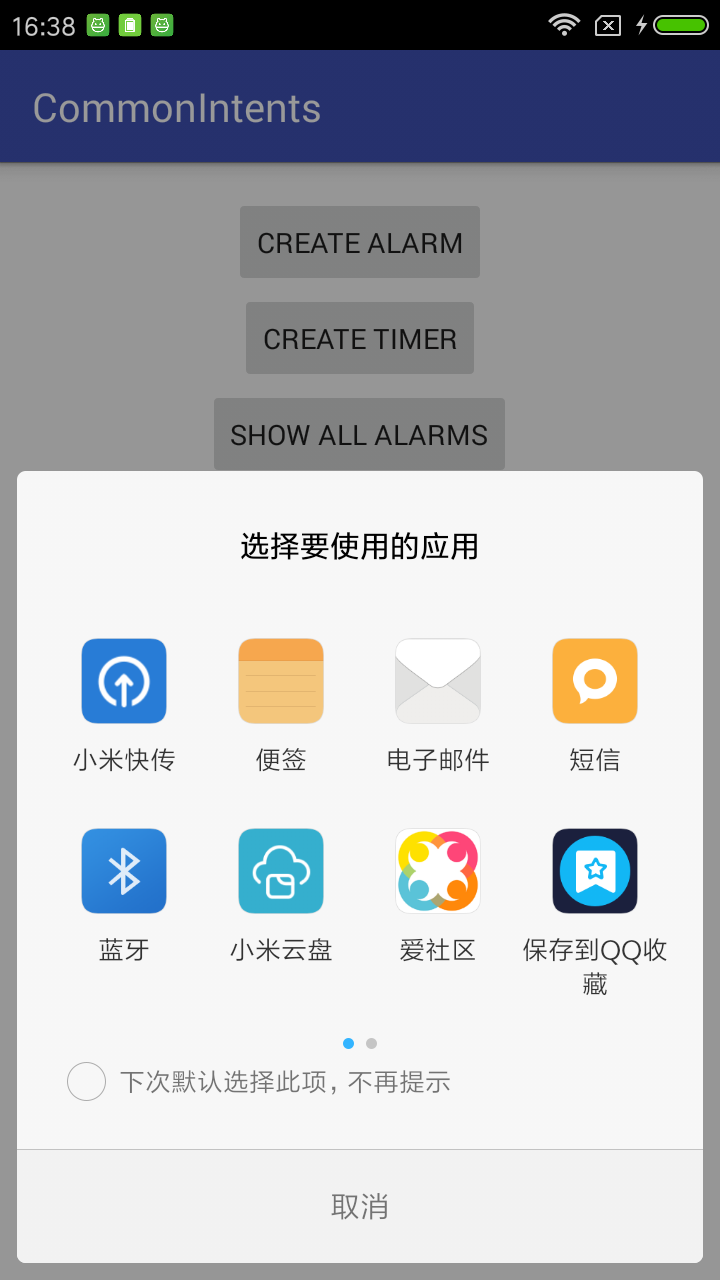 16:38
CommonIntents
CREATE ALARM
CREATE TIMER
SHOW ALL ALARMS
选择要使用的应用
小米快传 便签 电子邮件 短信
蓝牙 小米云盘 爱社区 保存到QQ收
藏
下次默认选择此项，不再提示
取消